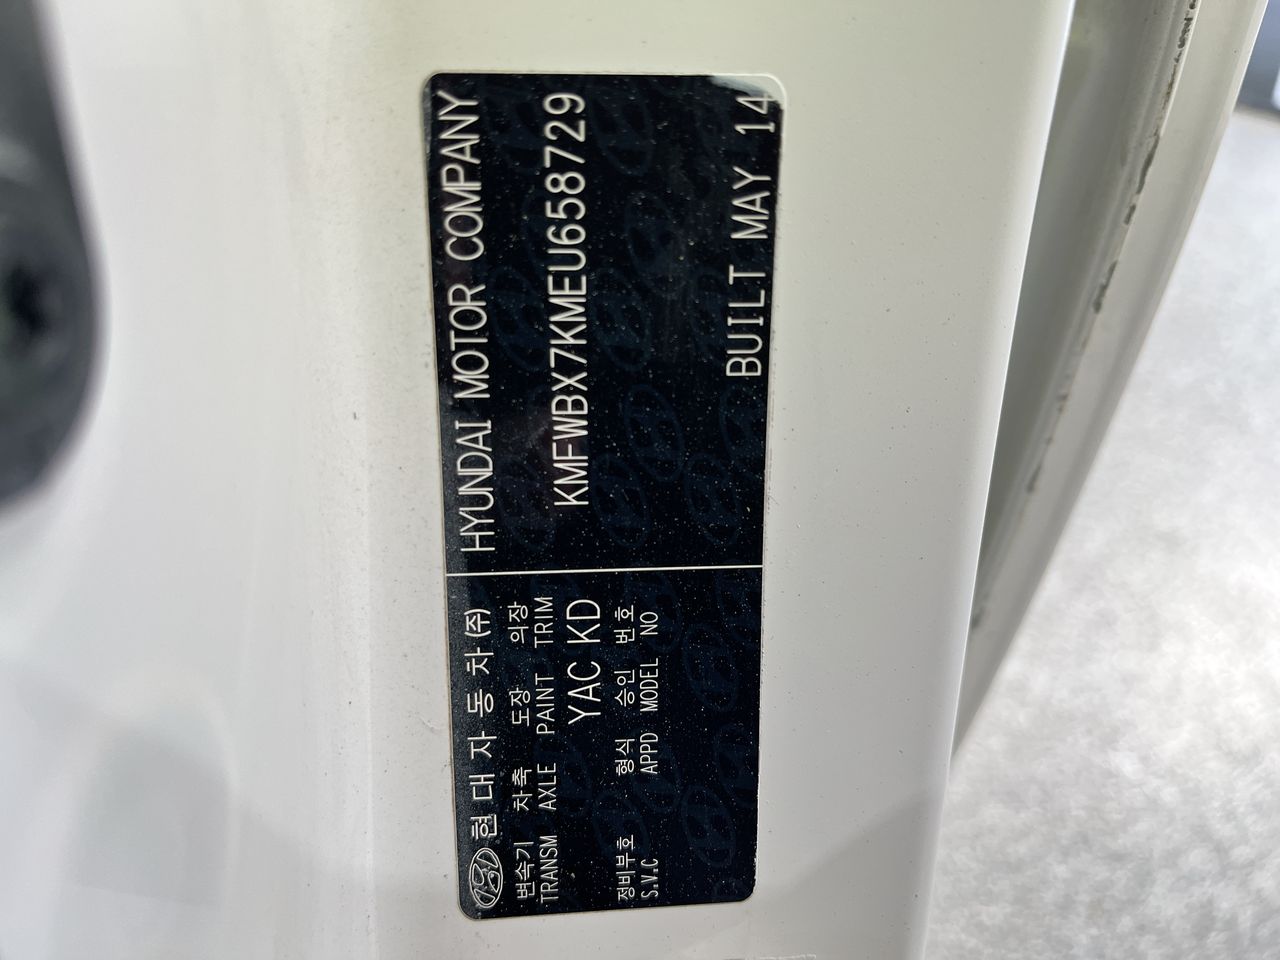 현대자동차(주) HYUNDAI MOTOR COMPANY
변속기 차축 도장 의장
TRANSM AXLE PAINT TRIM
YAC KD KMFWBX7KMEU658729
정비부호 형식 승인 번호
S.V.C APPD MODEL NO
BUILT MAY 14